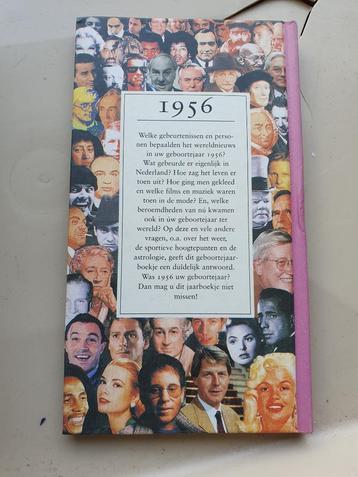 1956
Welke gebeurtenissen en perso-
nen bepaalden het wereldnieuws
in uw geboortejaar 1956?
Wat gebeurde er eigenlijk in
Nederland? Hoe zag het leven er
toen uit? Hoe ging men gekleed
en welke films en muziek waren
toen in de mode? En, welke
beroemdheden van nú kwamen
ook in úw geboortejaar ter
wereld? Op deze en vele andere
vragen, o.a. over het weer,
de sportieve hoogtepunten en de
astrologie, geeft dit geboortejaar-
boekje een duidelijk antwoord.
Was 1956 uw geboortejaar?
Dan mag u dit jaarboekje niet
missen!